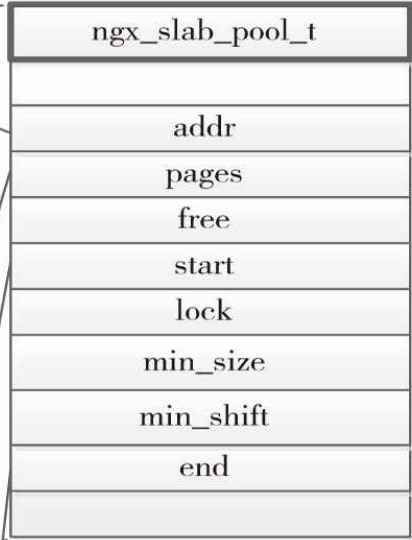 ngx_slab_pool_t
addr
pages
free
start
lock
min_size
min_shift
end